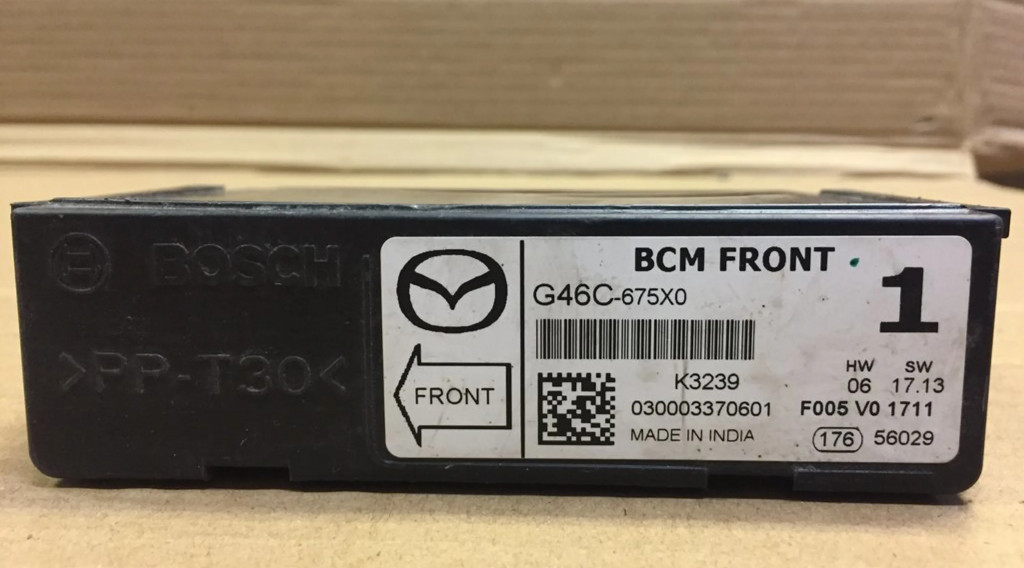 BOSCH
>PP-T30<
FRONT
BCM FRONT
G46C-675X0
1
K3239
030003370601
MADE IN INDIA
HW SW
06 17.13
F005 V0 1711
176 56029